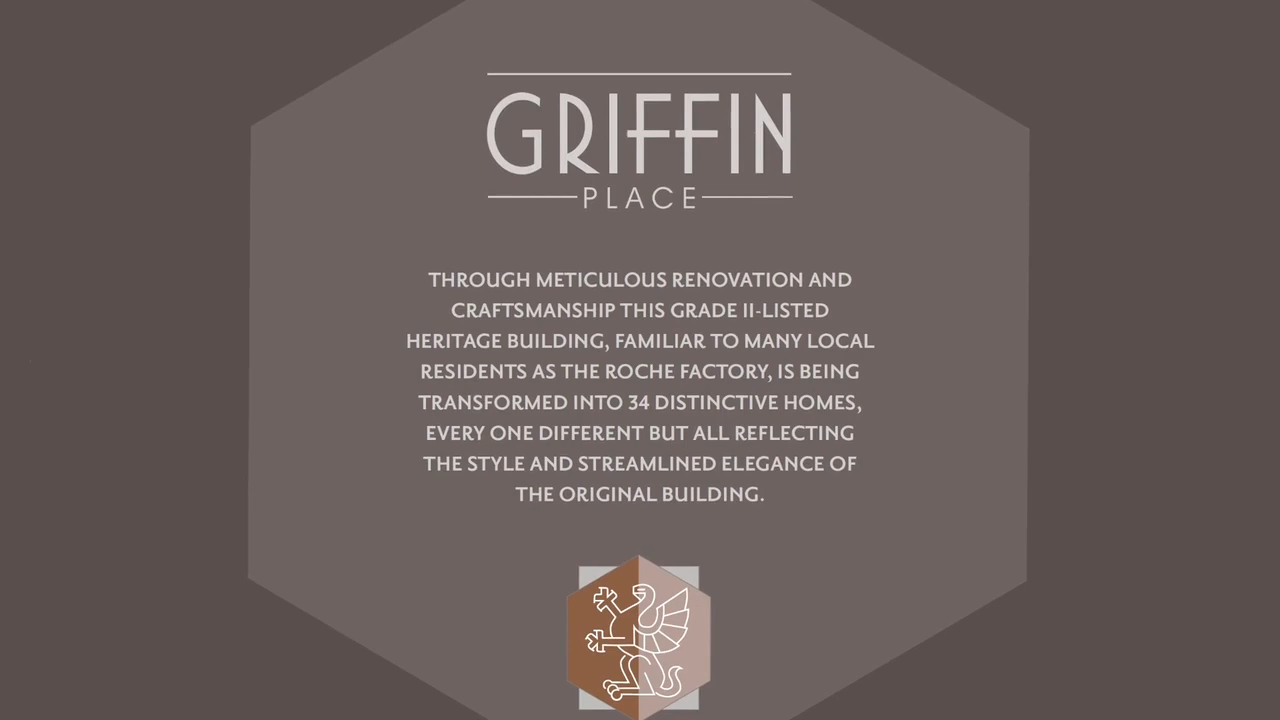 GRIFFIN
PLACE
THROUGH METICULOUS RENOVATION AND
CRAFTSMANSHIP THIS GRADE II-LISTED
HERITAGE BUILDING, FAMILIAR TO MANY LOCAL
RESIDENTS AS THE ROCHE FACTORY, IS BEING
TRANSFORMED INTO 34 DISTINCTIVE HOMES,
EVERY ONE DIFFERENT BUT ALL REFLECTING
THE STYLE AND STREAMLINED ELEGANCE OF
THE ORIGINAL BUILDING.